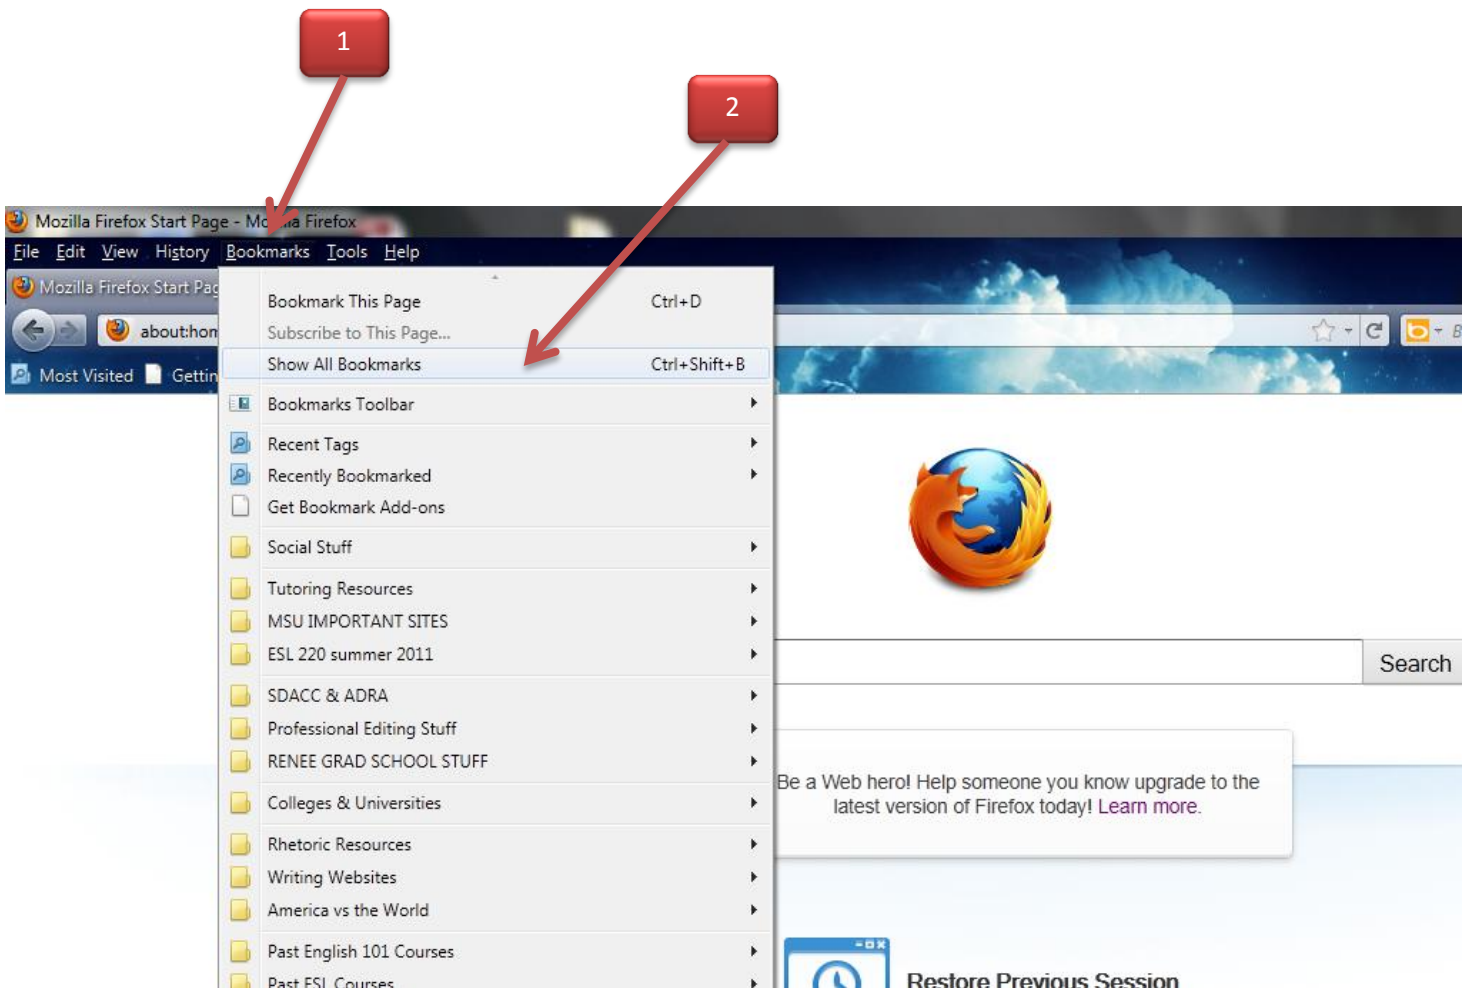 1
2
Mozilla Firefox Start Page - Mozilla Firefox
File Edit View History Bookmarks Tools Help
Mozilla Firefox Start Pag
about:hom
Most Visited Gettin
Bookmark This Page Ctrl+D
Subscribe to This Page...
Show All Bookmarks Ctrl+Shift+B
Bookmarks Toolbar
Recent Tags
Recently Bookmarked
Get Bookmark Add-ons
Social Stuff
Tutoring Resources
MSU IMPORTANT SITES
ESL 220 summer 2011
SDACC & ADRA
Professional Editing Stuff
RENEE GRAD SCHOOL STUFF
Colleges & Universities
Rhetoric Resources
Writing Websites
America vs the World
Past English 101 Courses
Past ESL Courses
Search
Be a Web hero! Help someone you know upgrade to the
latest version of Firefox today! Learn more.
Restore Previous Session